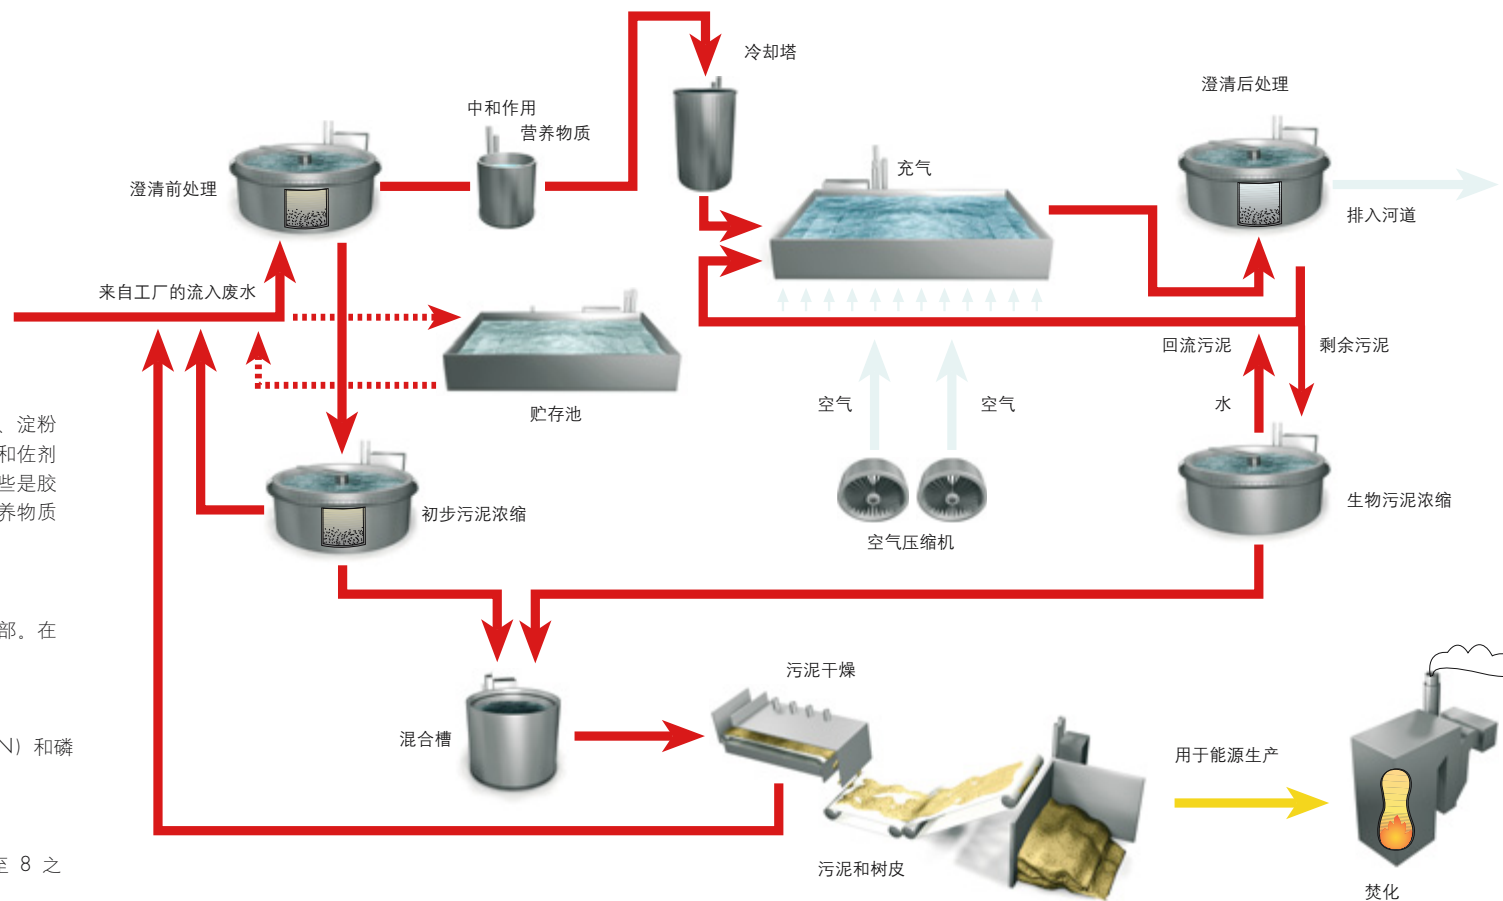 冷却塔
澄清后处理
中和作用
营养物质
充气
澄清前处理
排入河道
来自工厂的流入废水
回流污泥
剩余污泥
贮存池
空气
空气
水
、淀粉
和佐剂
些是胶
养物质
初步污泥浓缩
生物污泥浓缩
空气压缩机
部。在
污泥干燥
混合槽
N) 和磷
用于能源生产
至 8 之
污泥和树皮
焚化